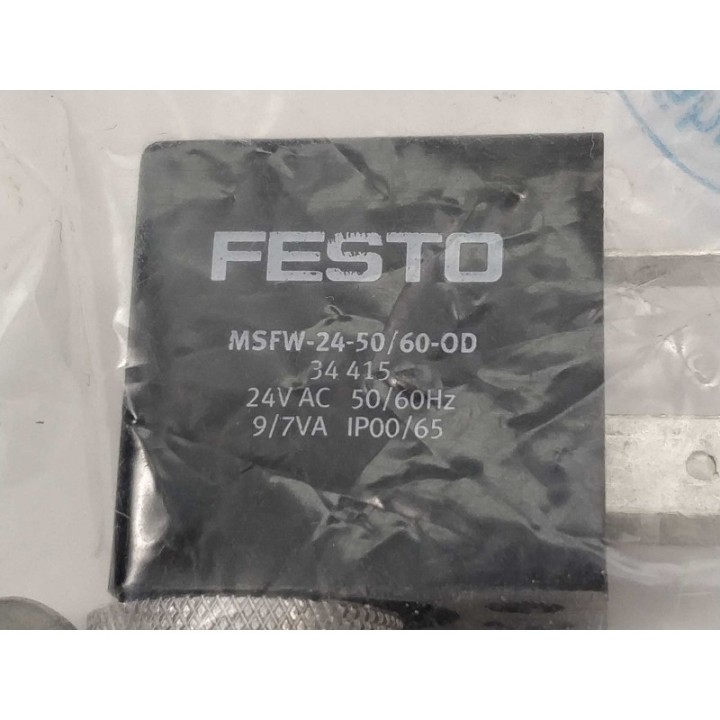 FESTO
MSFW-24-50/60-OD
34 415
24V AC 50/60Hz
9/7VA IP00/65